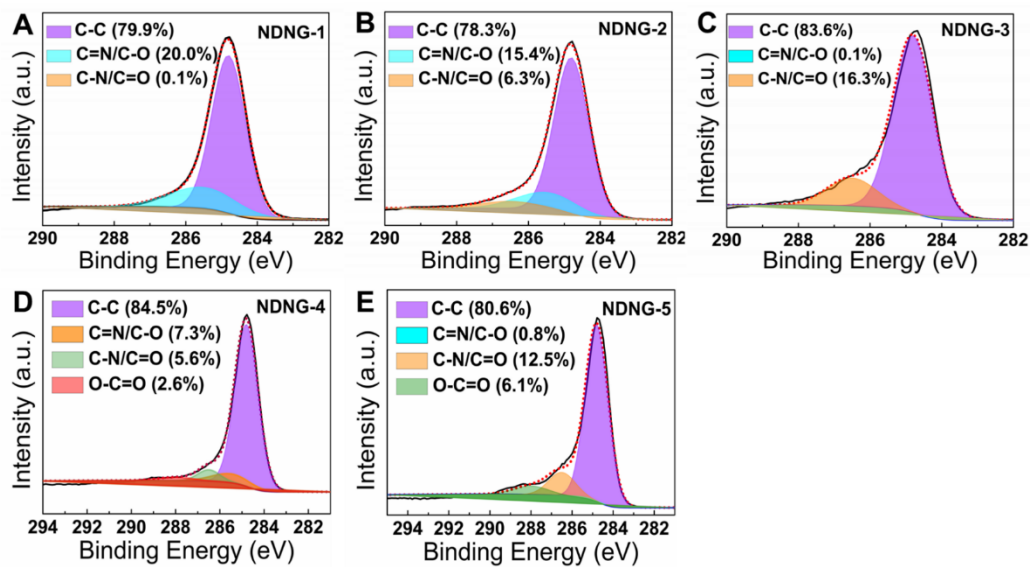 A
C-C (79.9%)
NDNG-1
C=N/C-O (20.0%)
C-N/C=O (0.1%)
Intensity (a.u.)
290 288 286 284 282
Binding Energy (eV)
B
C-C (78.3%)
NDNG-2
C=N/C-O (15.4%)
C-N/C=O (6.3%)
Intensity (a.u.)
290 288 286 284 282
Binding Energy (eV)
C
C-C (83.6%)
NDNG-3
C=N/C-O (0.1%)
C-N/C=O (16.3%)
Intensity (a.u.)
290 288 286 284 282
Binding Energy (eV)
D
C-C (84.5%)
NDNG-4
C=N/C-O (7.3%)
C-N/C=O (5.6%)
O-C=O (2.6%)
Intensity (a.u.)
294 292 290 288 286 284 282
Binding Energy (eV)
E
C-C (80.6%)
NDNG-5
C=N/C-O (0.8%)
C-N/C=O (12.5%)
O-C=O (6.1%)
Intensity (a.u.)
294 292 290 288 286 284 282
Binding Energy (eV)